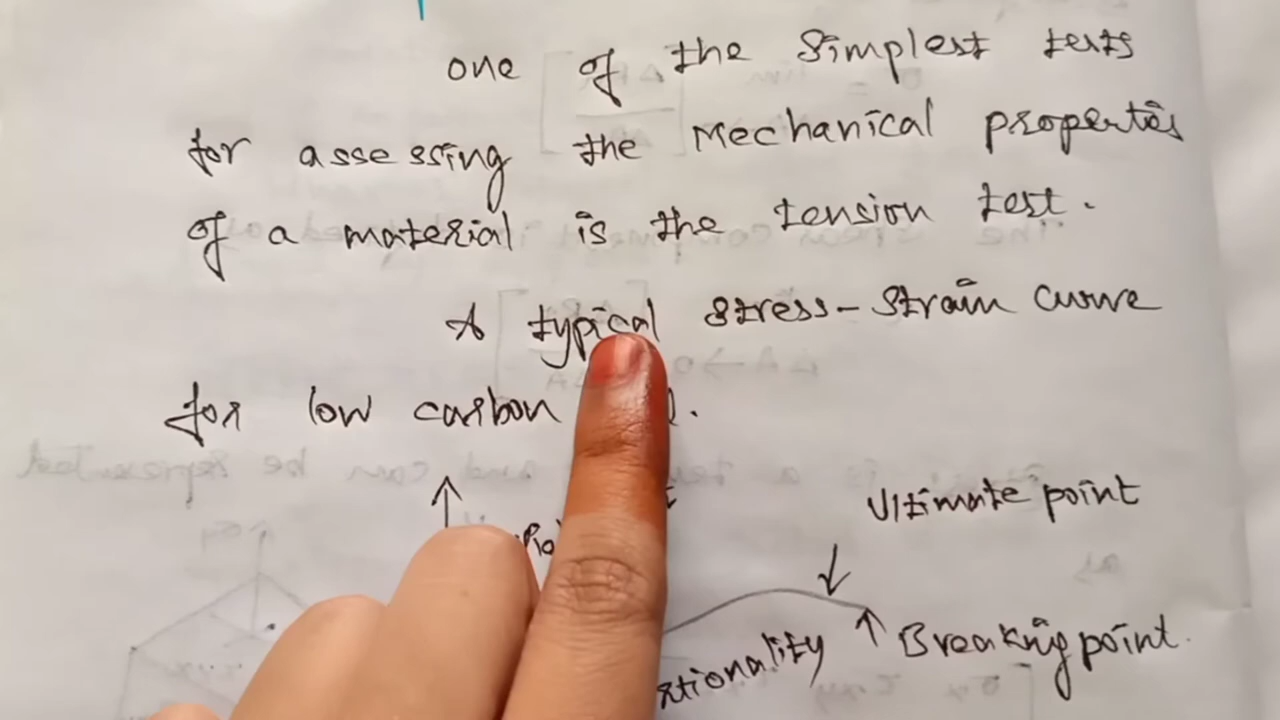 one of the Simplest tests
for assessing the Mechanical properties
of a material is the tension test.
A typical stress-strain curve
for low carbon
Ultimate point
Breaking point.